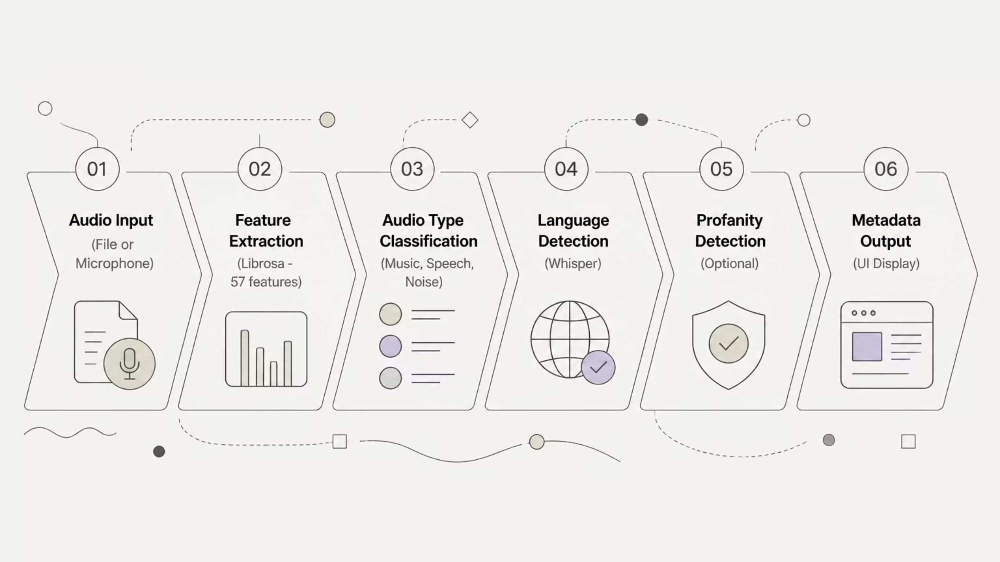 01
Audio Input
(File or
Microphone)
02
Feature
Extraction
(Librosa -
57 features)
03
Audio Type
Classification
(Music, Speech,
Noise)
04
Language
Detection
(Whisper)
05
Profanity
Detection
(Optional)
06
Metadata
Output
(UI Display)